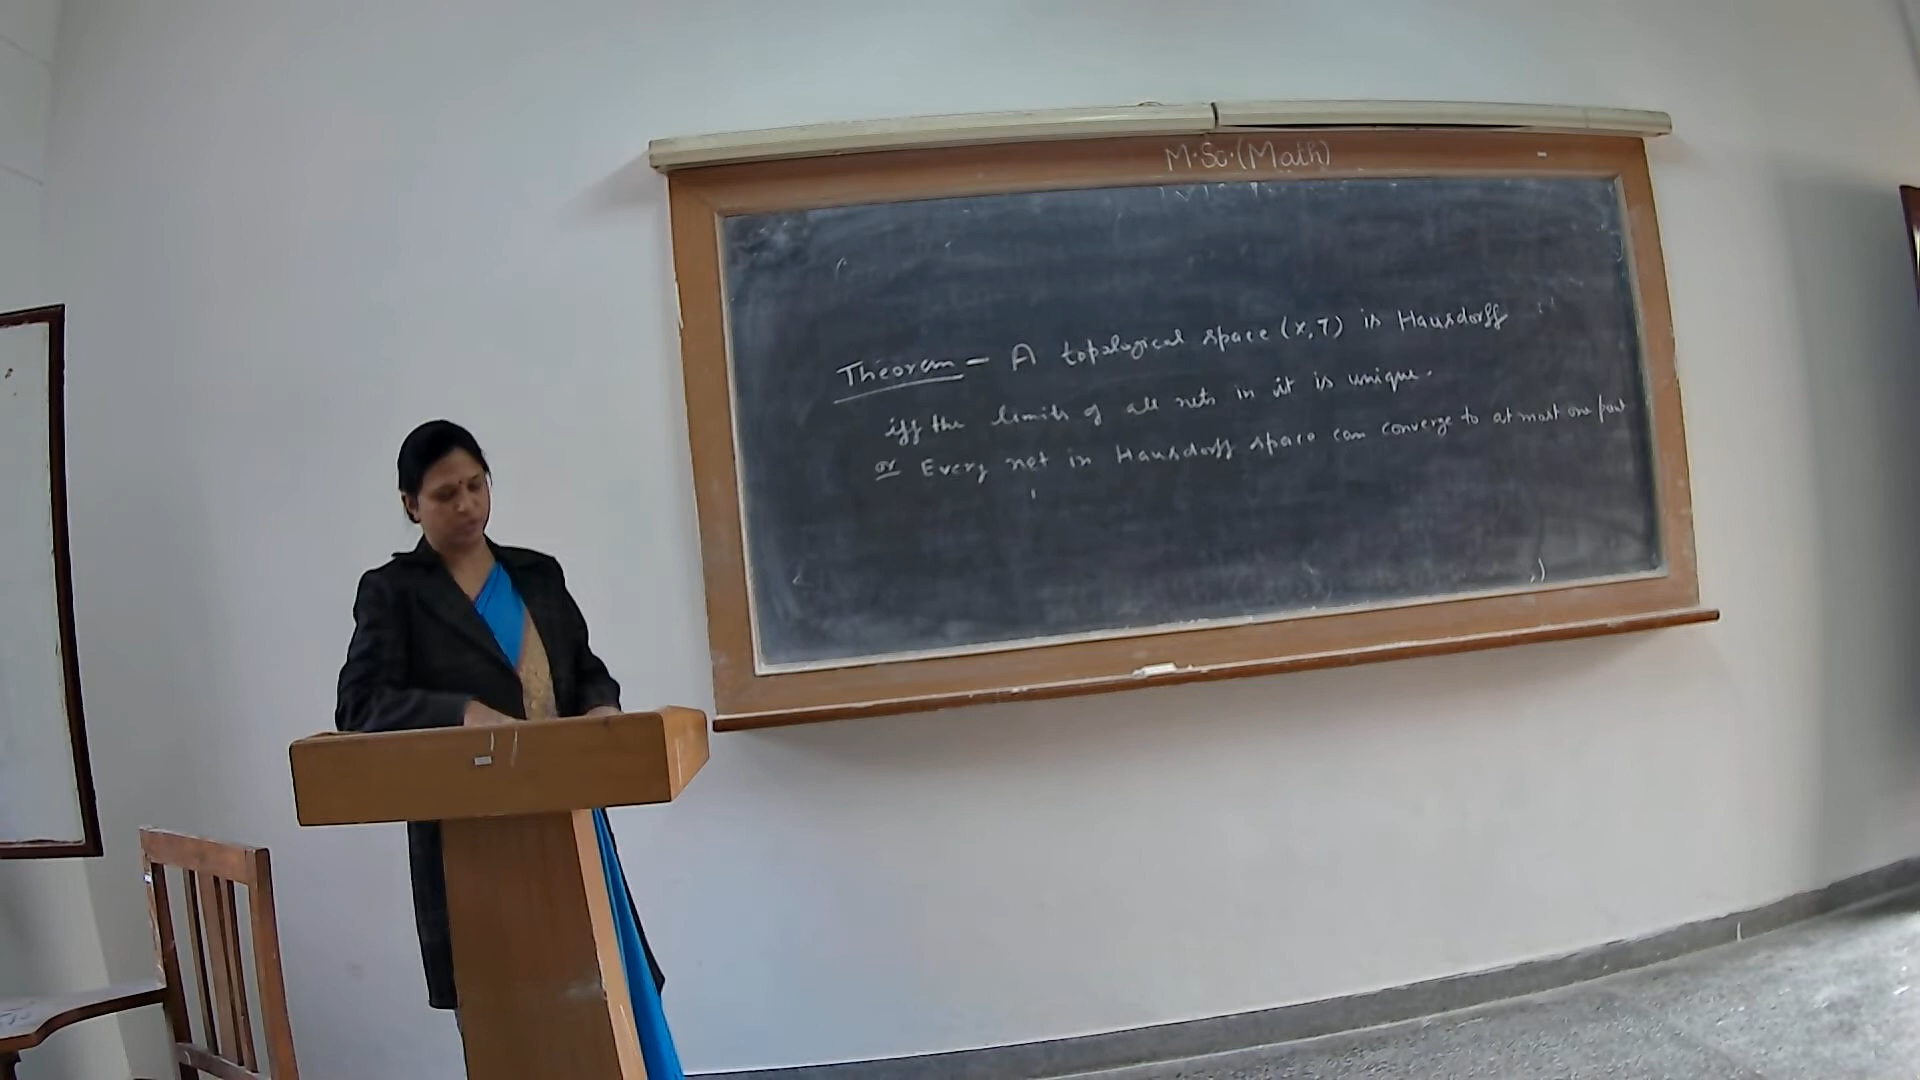 M.Sc.(Math)
Theorem - A topological space (X,T) is Hausdorff
iff the limits of all nets in it is unique.
or Every net in Hausdorff space can converge to at most one